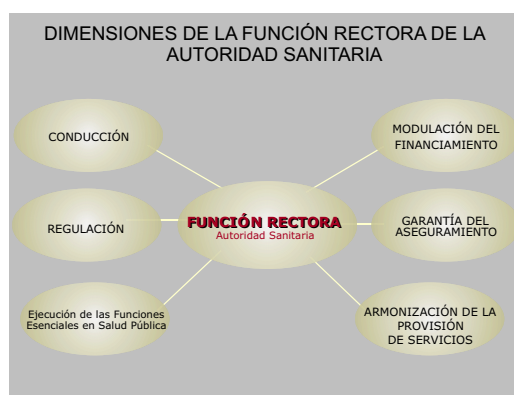 DIMENSIONES DE LA FUNCIÓN RECTORA DE LA
AUTORIDAD SANITARIA
CONDUCCIÓN
MODULACIÓN DEL
FINANCIAMIENTO
REGULACIÓN
FUNCIÓN RECTORA
Autoridad Sanitaria
GARANTÍA DEL
ASEGURAMIENTO
Ejecución de las Funciones
Esenciales en Salud Pública
ARMONIZACIÓN DE LA
PROVISIÓN
DE SERVICIOS